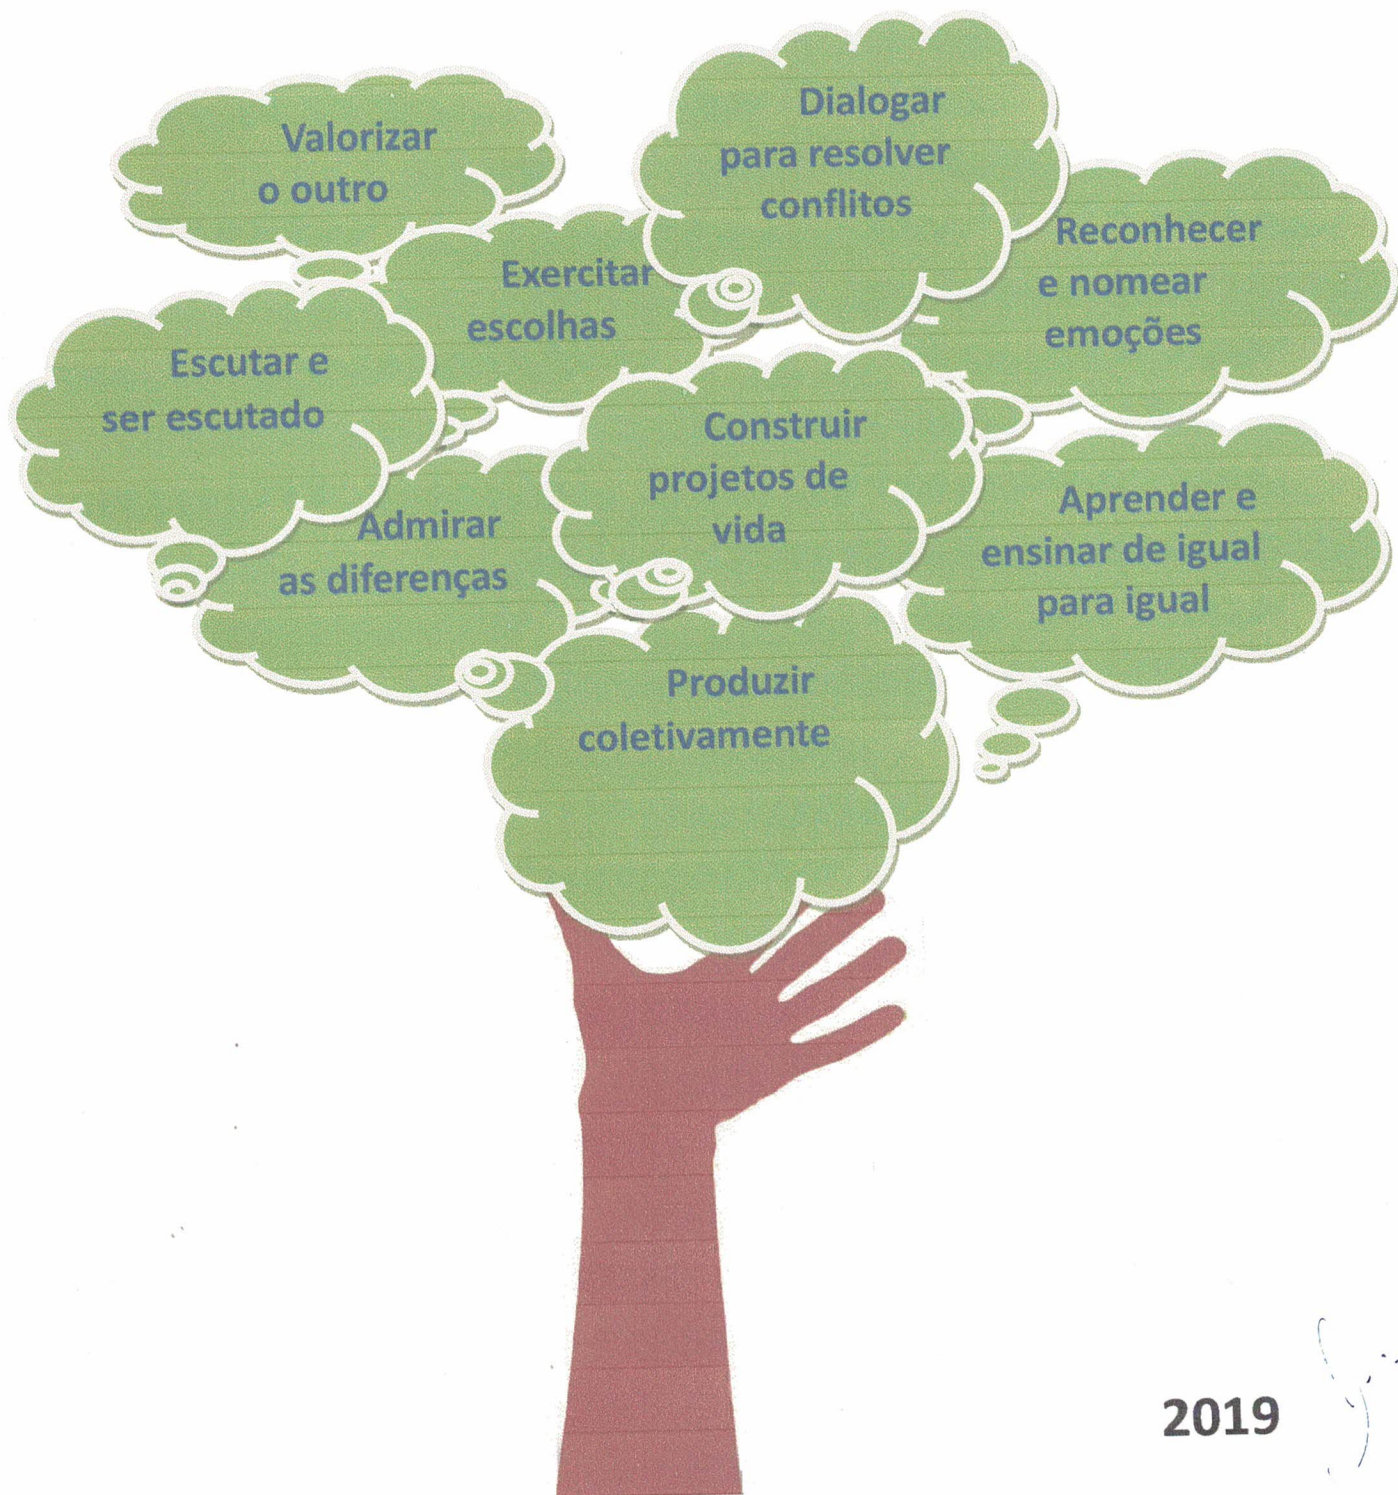 Valorizar
o outro
Dialogar
para resolver
conflitos
Exercitar
escolhas
Reconhecer
e nomear
emoções
Escutar e
ser escutado
Construir
projetos de
vida
Admirar
as diferenças
Aprender e
ensinar de igual
para igual
Produzir
coletivamente
2019